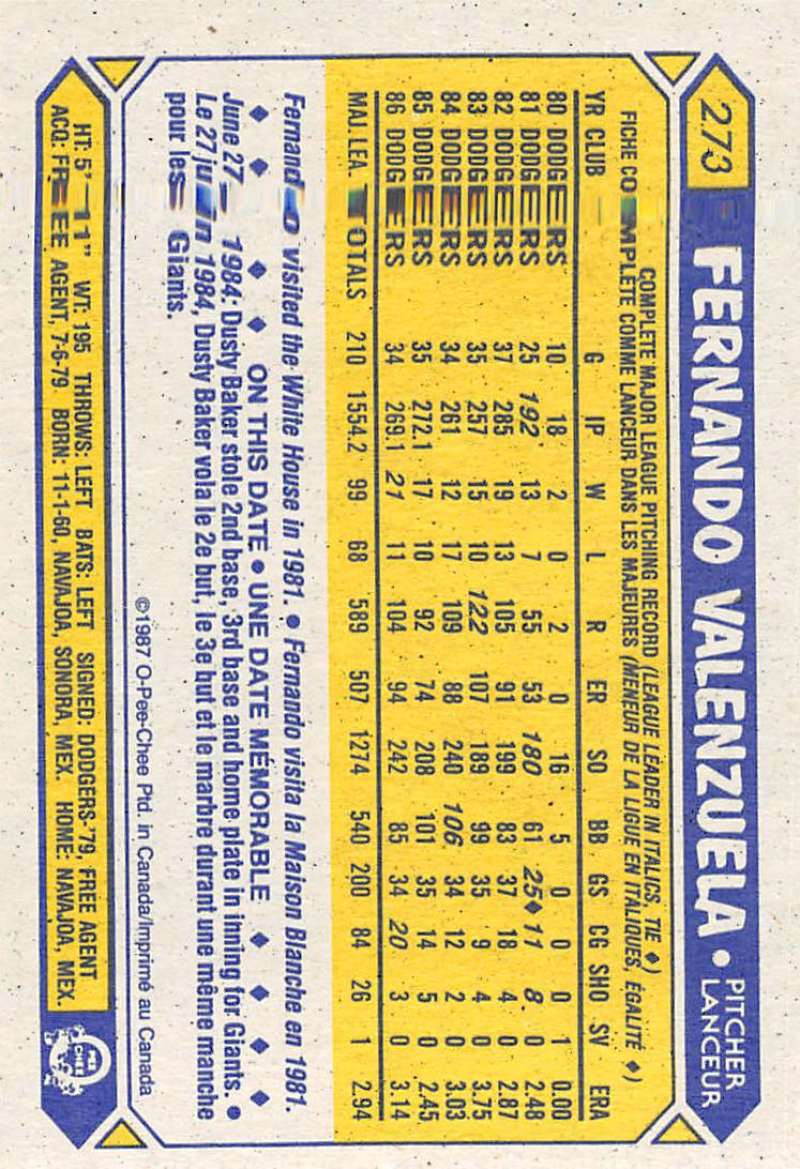 273
FERNANDO VALENZUELA • PITCHER
LANCEUR
COMPLETE MAJOR LEAGUE PITCHING RECORD (LEAGUE LEADER IN ITALICS, TIE ♦)
FICHE COMPLETE COMME LANCEUR DANS LES MAJEURES (MENEUR DE LA LIGUE EN ITALIQUES, ÉGALITÉ ♦)
YR CLUB G IP W L R ER SO BB GS CG SHO SV ERA
80 DODGERS 10 18 2 0 2 0 16 5 0 0 0 1 0.00
81 DODGERS 25 192 13 7 55 53 180 61 25♦ 11 8 0 2.48
82 DODGERS 37 285 19 13 105 91 199 83 37 18 4 0 2.87
83 DODGERS 35 257 15 10 122 107 189 99 35 9 4 0 3.75
84 DODGERS 34 261 12 17 109 88 240 106 34 12 2 0 3.03
85 DODGERS 35 272.1 17 10 92 74 208 101 35 14 5 0 2.45
86 DODGERS 34 269.1 21 11 104 94 242 85 34 20 3 0 3.14
MAJ. LEA. TOTALS 210 1554.2 99 68 589 507 1274 540 200 84 26 1 2.94
Fernando visited the White House in 1981. • Fernando visita la Maison Blanche en 1981.
♦ ♦ ♦ ♦ ON THIS DATE • UNE DATE MÉMORABLE ♦ ♦ ♦ ♦
June 27, 1984: Dusty Baker stole 2nd base, 3rd base and home plate in inning for Giants. •
Le 27 juin 1984, Dusty Baker vola le 2e but, le 3e but et le marbre durant une même manche
pour les Giants.
©1987 O-Pee-Chee Ptd. in Canada/Imprimé au Canada
HT: 5'11" WT: 195 THROWS: LEFT BATS: LEFT SIGNED: DODGERS-'79, FREE AGENT
ACQ: FREE AGENT, 7-6-79 BORN: 11-1-60, NAVAJOA, SONORA, MEX. HOME: NAVAJOA, MEX.
O
PEE
CHEE